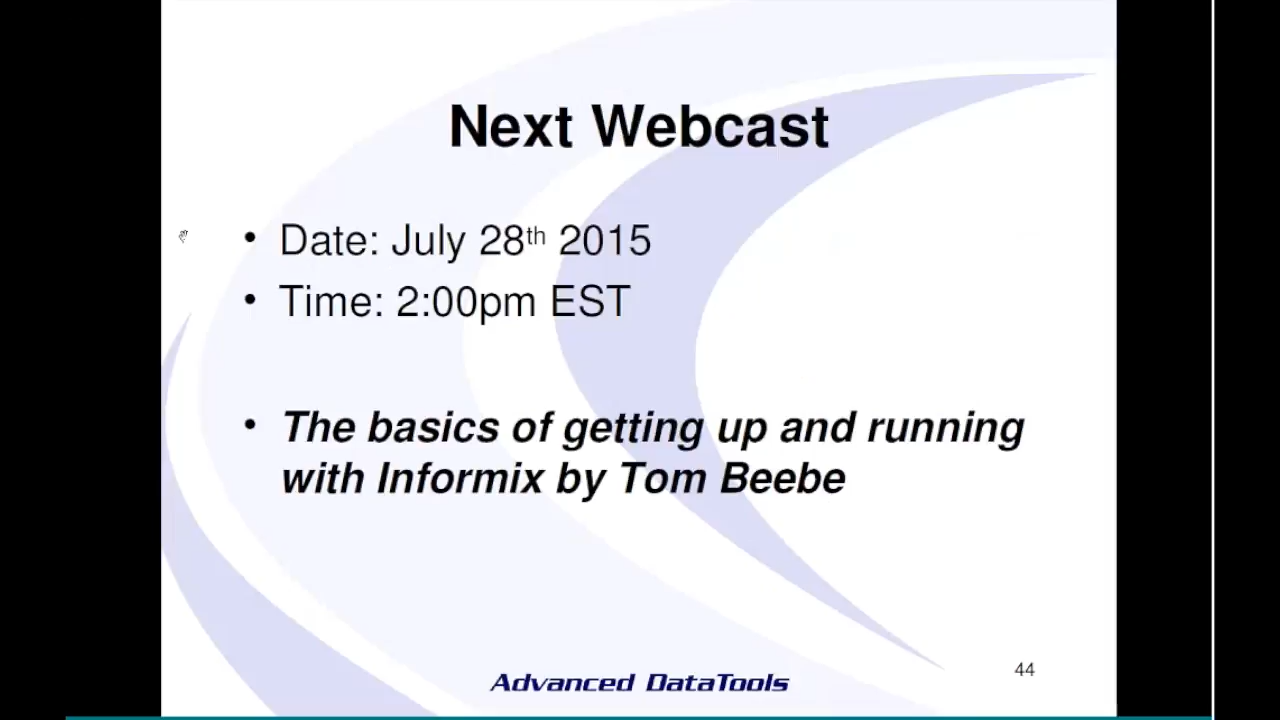 Next Webcast
• Date: July 28th 2015
• Time: 2:00pm EST
• The basics of getting up and running
with Informix by Tom Beebe
Advanced DataTools
44